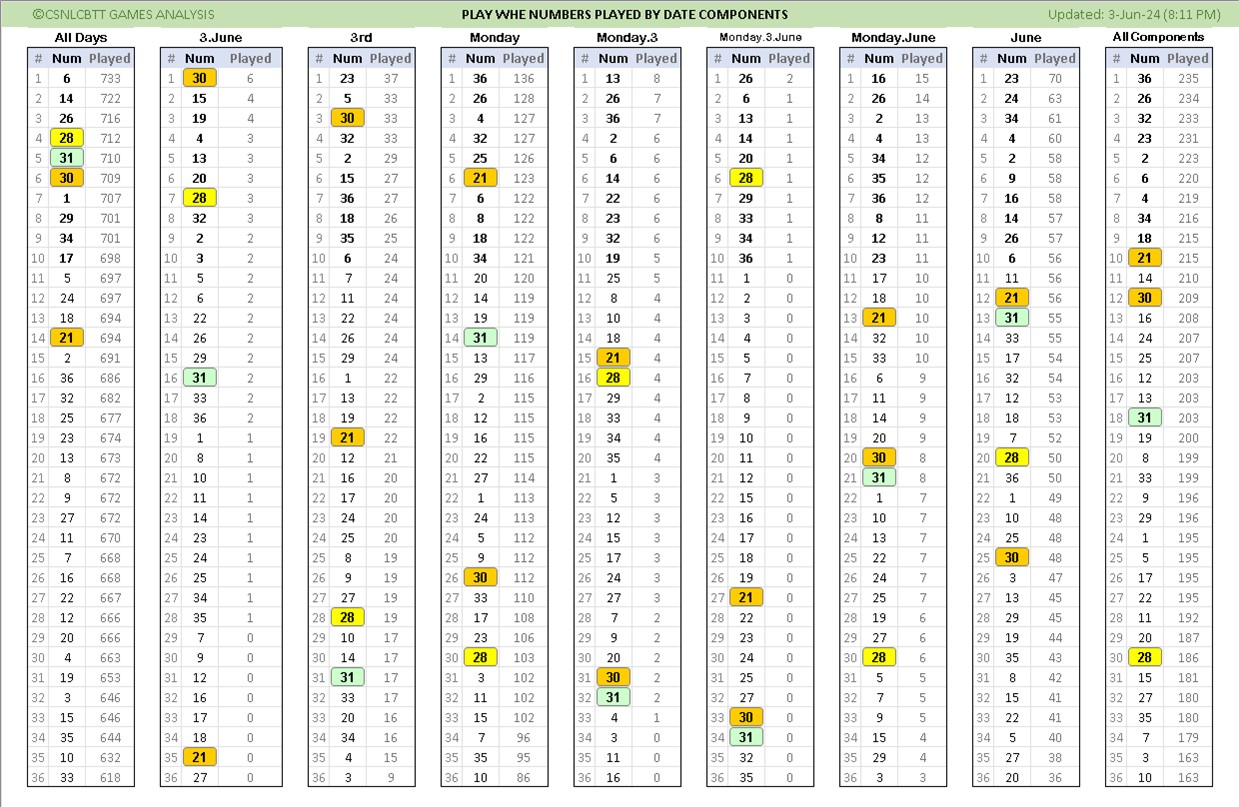 ©CSNLCBTT GAMES ANALYSIS PLAY WHE NUMBERS PLAYED BY DATE COMPONENTS Updated: 3-Jun-24 (8:11 PM)
All Days 3.June 3rd Monday Monday.3 Monday.3.June Monday.June June All Components
# Num Played # Num Played # Num Played # Num Played # Num Played # Num Played # Num Played # Num Played # Num Played
1 6 733 1 30 6 1 23 37 1 36 136 1 13 8 1 26 2 1 16 15 1 23 70 1 36 235
2 14 722 2 15 4 2 5 33 2 26 128 2 26 7 2 6 1 2 26 14 2 24 63 2 26 234
3 26 716 3 19 4 3 30 33 3 4 127 3 36 7 3 13 1 3 2 13 3 34 61 3 32 233
4 28 712 4 4 3 4 32 33 4 32 127 4 2 6 4 14 1 4 4 13 4 4 60 4 23 231
5 31 710 5 13 3 5 2 29 5 25 126 5 6 6 5 20 1 5 34 12 5 2 58 5 2 223
6 30 709 6 20 3 6 15 27 6 21 123 6 14 6 6 28 1 6 35 12 6 9 58 6 6 220
7 1 707 7 28 3 7 36 27 7 6 122 7 22 6 7 29 1 7 36 12 7 16 58 7 4 219
8 29 701 8 32 3 8 18 26 8 8 122 8 23 6 8 33 1 8 8 11 8 14 57 8 34 216
9 34 701 9 2 2 9 35 25 9 18 122 9 32 6 9 34 1 9 12 11 9 26 57 9 18 215
10 17 698 10 3 2 10 6 24 10 34 121 10 19 5 10 36 1 10 23 11 10 6 56 10 21 215
11 5 697 11 5 2 11 7 24 11 20 120 11 25 5 11 1 0 11 17 10 11 11 56 11 14 210
12 24 697 12 6 2 12 11 24 12 14 119 12 8 4 12 2 0 12 18 10 12 21 56 12 30 209
13 18 694 13 22 2 13 22 24 13 19 119 13 10 4 13 3 0 13 21 10 13 31 55 13 16 208
14 21 694 14 26 2 14 26 24 14 31 119 14 18 4 14 4 0 14 32 10 14 33 55 14 24 207
15 2 691 15 29 2 15 29 24 15 13 117 15 21 4 15 5 0 15 33 10 15 17 54 15 25 207
16 36 686 16 31 2 16 1 22 16 29 116 16 28 4 16 7 0 16 6 9 16 32 54 16 12 203
17 32 682 17 33 2 17 13 22 17 2 115 17 29 4 17 8 0 17 11 9 17 12 53 17 13 203
18 25 677 18 36 2 18 19 22 18 12 115 18 33 4 18 9 0 18 14 9 18 18 53 18 31 203
19 23 674 19 1 1 19 21 22 19 16 115 19 34 4 19 10 0 19 20 9 19 7 52 19 19 200
20 13 673 20 8 1 20 12 21 20 22 115 20 35 4 20 11 0 20 30 8 20 28 50 20 8 199
21 8 672 21 10 1 21 16 20 21 27 114 21 1 3 21 12 0 21 31 8 21 36 50 21 33 199
22 9 672 22 11 1 22 17 20 22 1 113 22 5 3 22 15 0 22 1 7 22 1 49 22 9 196
23 27 672 23 14 1 23 24 20 23 24 113 23 12 3 23 16 0 23 10 7 23 10 48 23 29 196
24 11 670 24 23 1 24 25 20 24 5 112 24 15 3 24 17 0 24 13 7 24 25 48 24 1 195
25 7 668 25 24 1 25 8 19 25 9 112 25 17 3 25 18 0 25 22 7 25 30 48 25 5 195
26 16 668 26 25 1 26 9 19 26 30 112 26 24 3 26 19 0 26 24 7 26 3 47 26 17 195
27 22 667 27 34 1 27 27 19 27 33 110 27 27 3 27 21 0 27 25 7 27 13 45 27 22 195
28 12 666 28 35 1 28 28 19 28 17 108 28 7 2 28 22 0 28 19 6 28 29 45 28 11 192
29 20 666 29 7 0 29 10 17 29 23 106 29 9 2 29 23 0 29 27 6 29 19 44 29 20 187
30 4 663 30 9 0 30 14 17 30 28 103 30 20 2 30 24 0 30 28 6 30 35 43 30 28 186
31 19 653 31 12 0 31 31 17 31 3 102 31 30 2 31 25 0 31 5 5 31 8 42 31 15 181
32 3 646 32 16 0 32 33 17 32 11 102 32 31 2 32 27 0 32 7 5 32 15 41 32 27 180
33 15 646 33 17 0 33 20 16 33 15 102 33 4 1 33 30 0 33 9 5 33 22 41 33 35 180
34 35 644 34 18 0 34 34 16 34 7 96 34 3 0 34 31 0 34 15 4 34 5 40 34 7 179
35 10 632 35 21 0 35 4 15 35 35 95 35 11 0 35 32 0 35 29 4 35 27 38 35 3 163
36 33 618 36 27 0 36 3 9 36 10 86 36 16 0 36 35 0 36 3 3 36 20 36 36 10 163